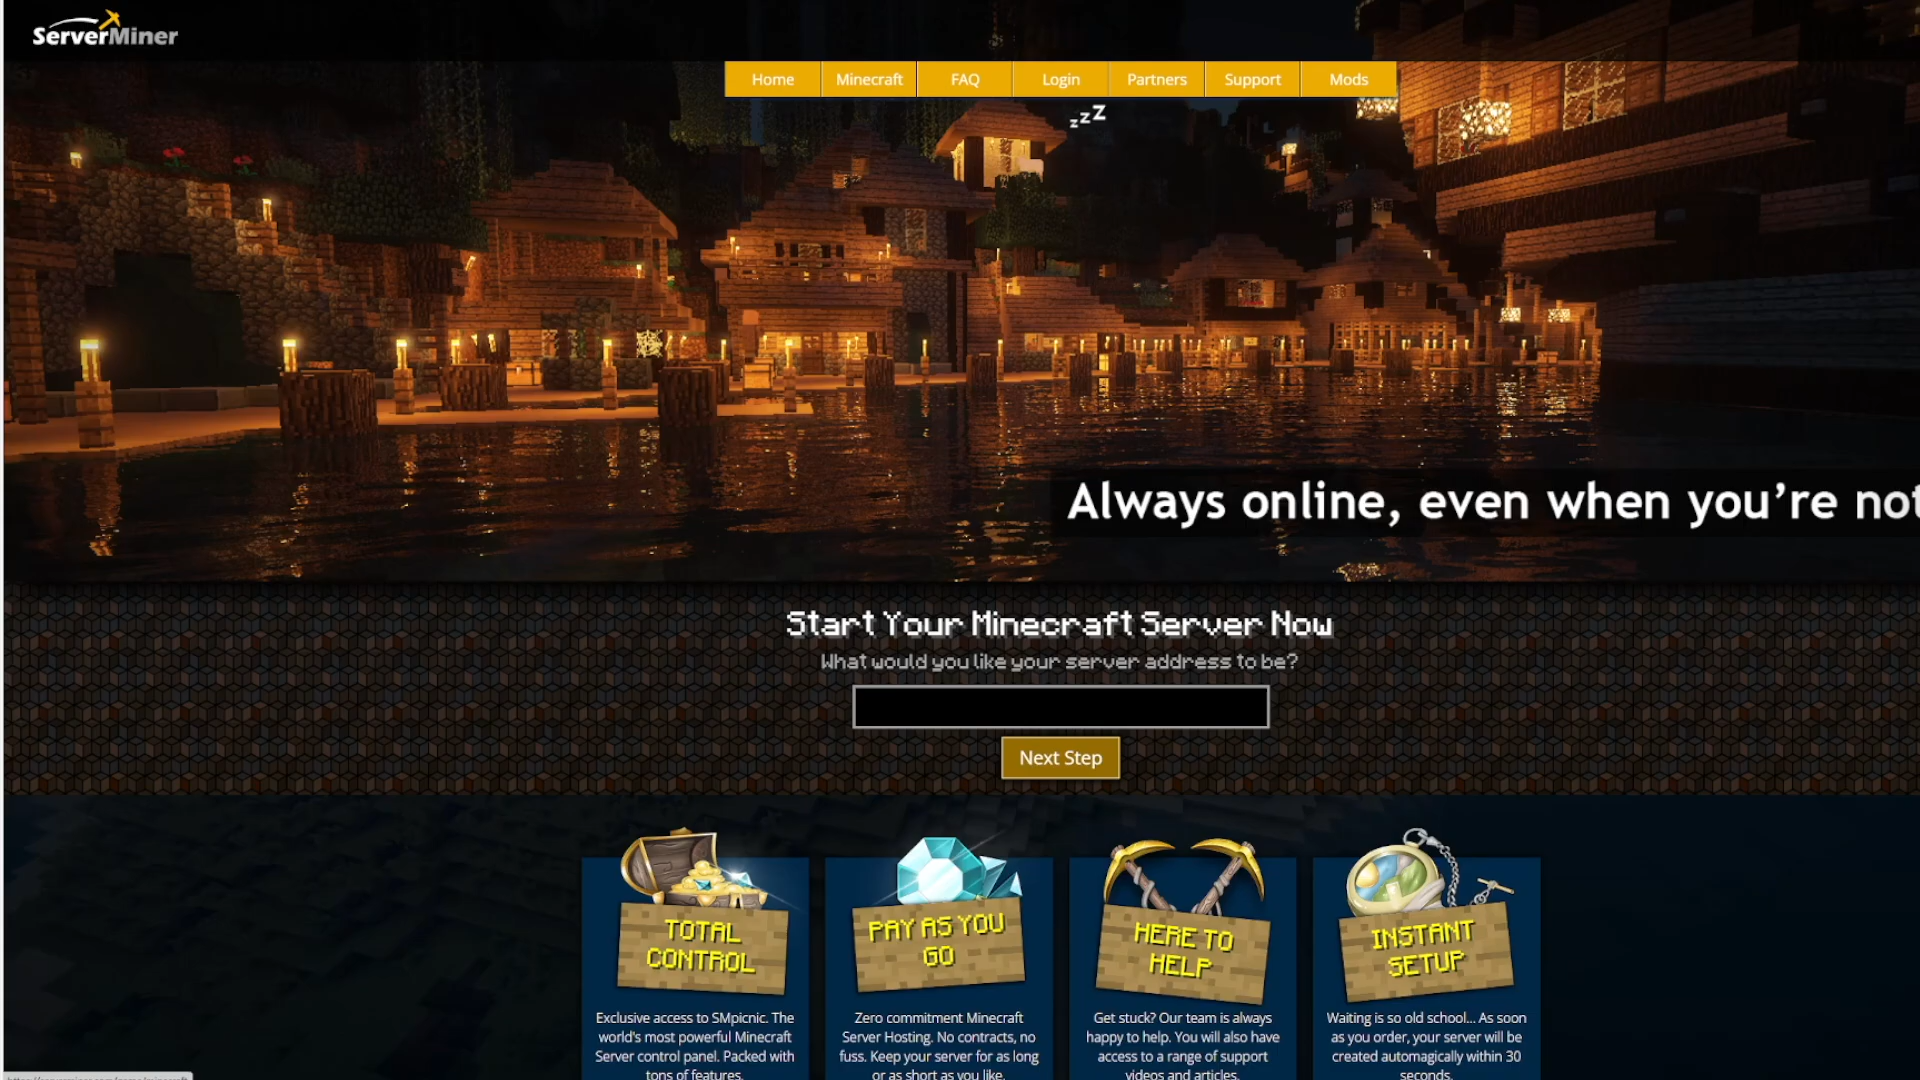 ServerMiner
Home Minecraft FAQ Login Partners Support Mods
zzZ
Always online, even when you're not
Start Your Minecraft Server Now
What would you like your server address to be?
Next Step
TOTAL
CONTROL
Exclusive access to SMpicnic. The
world's most powerful Minecraft
Server control panel. Packed with
tons of features.
PAY AS YOU
GO
Zero commitment Minecraft
Server Hosting. No contracts, no
fuss. Keep your server for as long
or as short as you like.
HERE TO
HELP
Get stuck? Our team is always
happy to help. You will also have
access to a range of support
videos and articles.
INSTANT
SETUP
Waiting is so old school... As soon
as you order, your server will be
created automagically within 30
seconds.